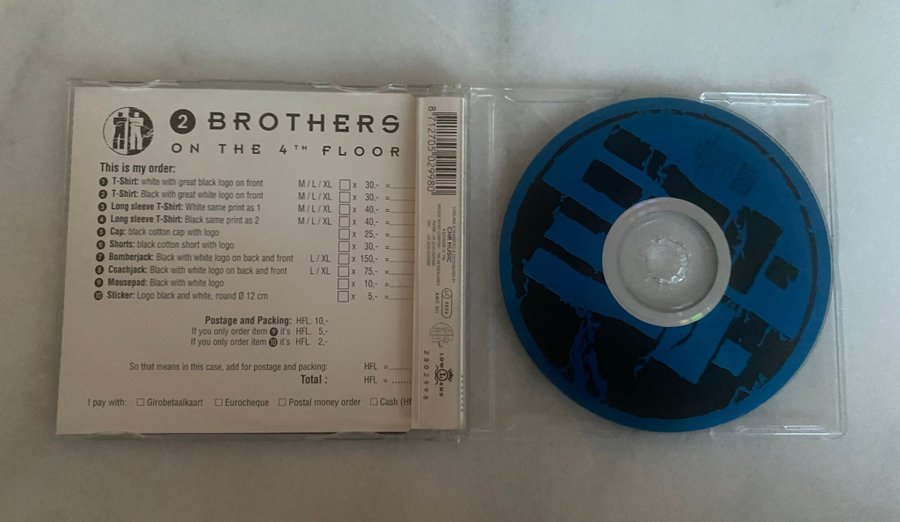 2 BROTHERS
ON THE 4TH FLOOR
This is my order:
1 T-Shirt: white with great black logo on front M / L / XL x 30,- =
2 T-Shirt: Black with great white logo on front M / L / XL x 30,- =
3 Long sleeve T-Shirt: White same print as 1 M / L / XL x 40,- =
4 Long sleeve T-Shirt: Black same print as 2 M / L / XL x 40,- =
5 Cap: black cotton cap with logo x 25,- =
6 Shorts: black cotton short with logo x 30,- =
7 Bomberjack: Black with white logo on back and front L / XL x 150,- =
8 Coachjack: Black with white logo on back and front L / XL x 75,- =
9 Mousepad: Black with white logo x 10,- =
10 Sticker: Logo black and white, round Ø 12 cm x 5,- =
Postage and Packing: HFL. 10,-
If you only order item 9 it's HFL. 5,-
If you only order item 10 it's HFL. 2,-
So that means in this case, add for postage and packing: HFL =
Total : HFL =
I pay with: Girobetaalkaart Eurocheque Postal money order Cash (Hf
8 712705 029980
CNR MUSIC
LOWLAND
2002998